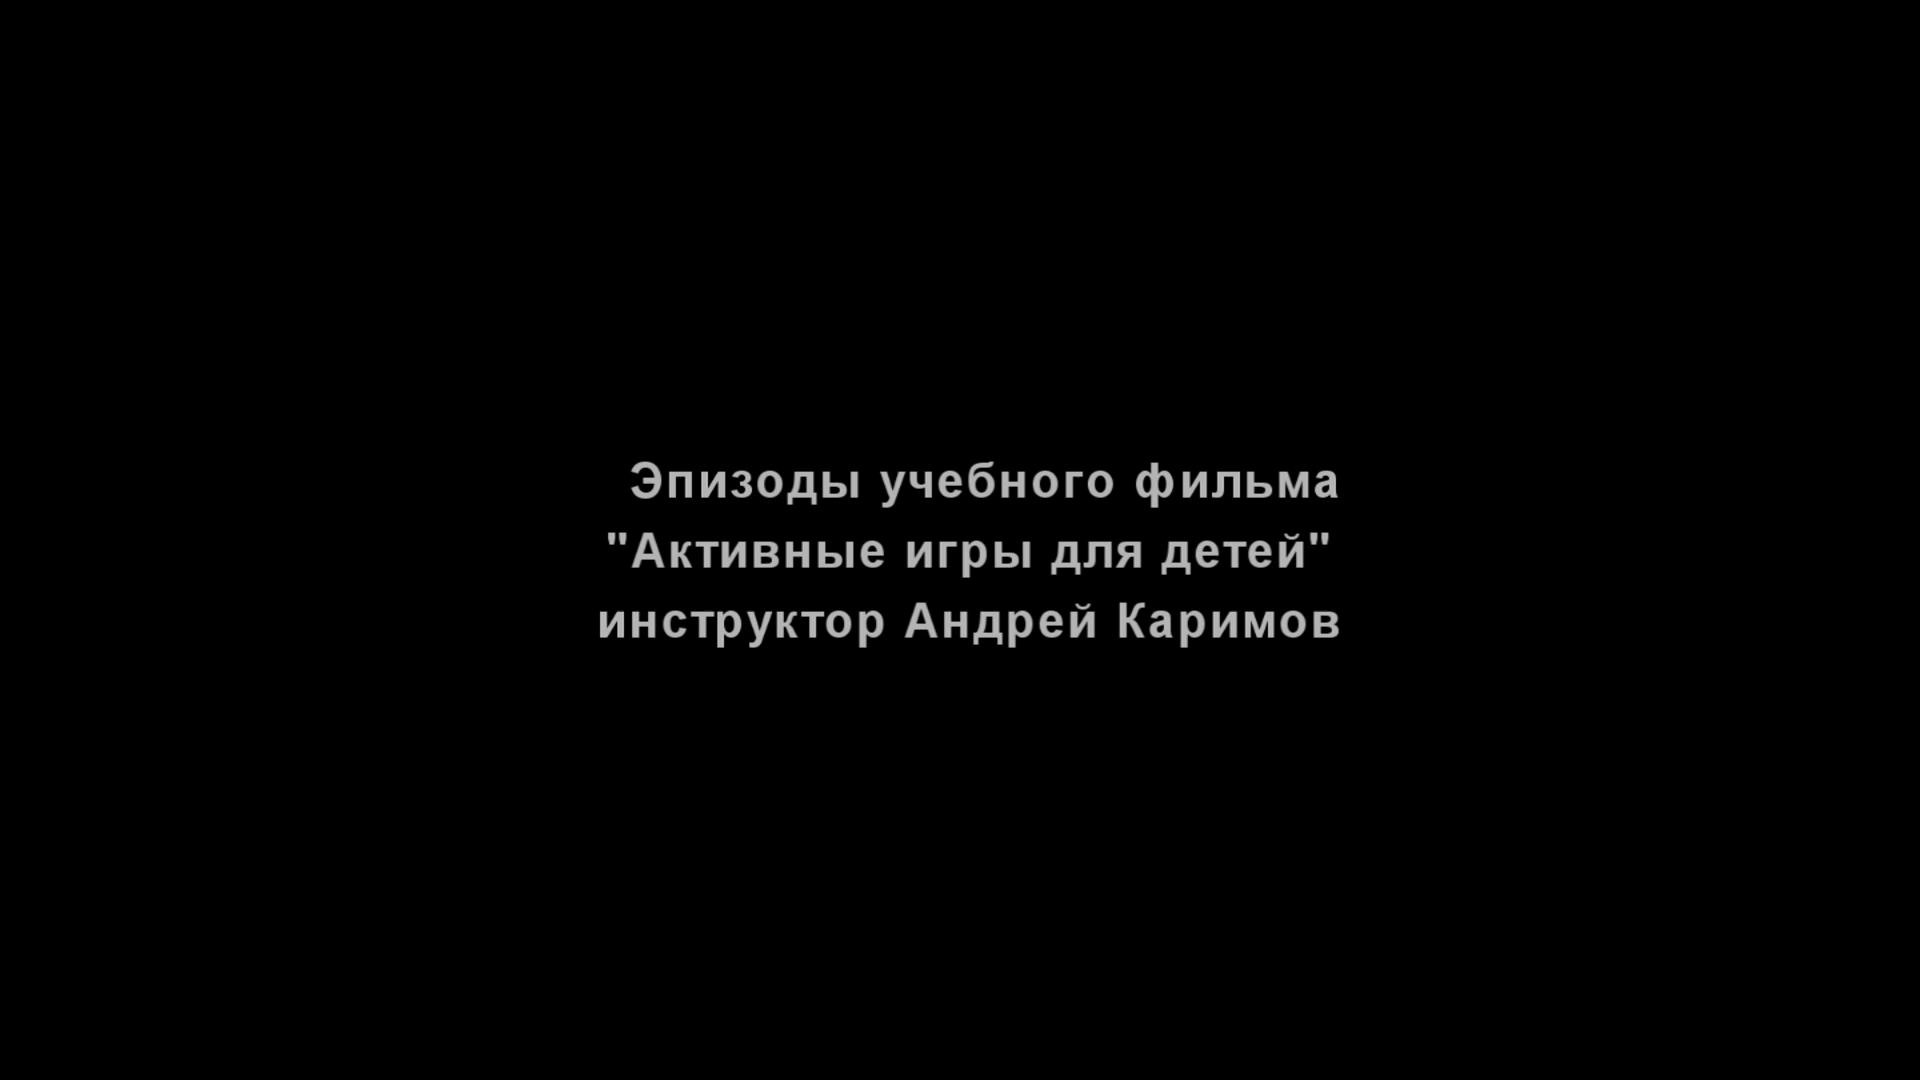 Эпизоды учебного фильма
"Активные игры для детей"
инструктор Андрей Каримов